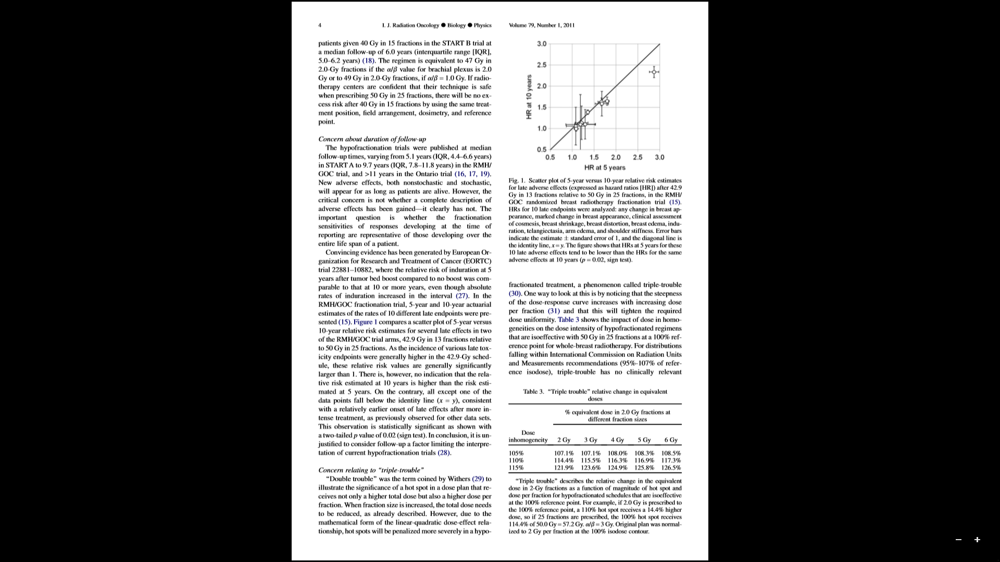 4
I. J. Radiation Oncology ● Biology ● Physics
Volume 79, Number 1, 2011
patients given 40 Gy in 15 fractions in the START B trial at
a median follow-up of 6.0 years (interquartile range [IQR],
5.0–6.2 years) (18). The regimen is equivalent to 47 Gy in
2.0-Gy fractions if the α/β value for brachial plexus is 2.0
Gy or to 49 Gy in 2.0-Gy fractions, if α/β = 1.0 Gy. If radio-
therapy centers are confident that their technique is safe
when prescribing 50 Gy in 25 fractions, there will be no ex-
cess risk after 40 Gy in 15 fractions by using the same treat-
ment position, field arrangement, dosimetry, and reference
point.
Concern about duration of follow-up
The hypofractionation trials were published at median
follow-up times, varying from 5.1 years (IQR, 4.4–6.6 years)
in START A to 9.7 years (IQR, 7.8–11.8 years) in the RMH/
GOC trial, and >11 years in the Ontario trial (16, 17, 19).
New adverse effects, both nonstochastic and stochastic,
will appear for as long as patients are alive. However, the
critical concern is not whether a complete description of
adverse effects has been gained—it clearly has not. The
important question is whether the fractionation
sensitivities of responses developing at the time of
reporting are representative of those developing over the
entire life span of a patient.
Convincing evidence has been generated by European Or-
ganization for Research and Treatment of Cancer (EORTC)
trial 22881–10882, where the relative risk of induration at 5
years after tumor bed boost compared to no boost was com-
parable to that at 10 or more years, even though absolute
rates of induration increased in the interval (27). In the
RMH/GOC fractionation trial, 5-year and 10-year actuarial
estimates of the rates of 10 different late endpoints were pre-
sented (15). Figure 1 compares a scatter plot of 5-year versus
10-year relative risk estimates for several late effects in two
of the RMH/GOC trial arms, 42.9 Gy in 13 fractions relative
to 50 Gy in 25 fractions. As the incidence of various late tox-
icity endpoints were generally higher in the 42.9-Gy sched-
ule, these relative risk values are generally significantly
larger than 1. There is, however, no indication that the rela-
tive risk estimated at 10 years is higher than the risk esti-
mated at 5 years. On the contrary, all except one of the
data points fall below the identity line (x = y), consistent
with a relatively earlier onset of late effects after more in-
tense treatment, as previously observed for other data sets.
This observation is statistically significant as shown with
a two-tailed p value of 0.02 (sign test). In conclusion, it is un-
justified to consider follow-up a factor limiting the interpre-
tation of current hypofractionation trials (28).
Concern relating to “triple-trouble”
“Double trouble” was the term coined by Withers (29) to
illustrate the significance of a hot spot in a dose plan that re-
ceives not only a higher total dose but also a higher dose per
fraction. When fraction size is increased, the total dose needs
to be reduced, as already described. However, due to the
mathematical form of the linear-quadratic dose-effect rela-
tionship, hot spots will be penalized more severely in a hypo-
3.0
2.5
2.0
1.5
1.0
0.5
HR at 10 years
0.5 1.0 1.5 2.0 2.5 3.0
HR at 5 years
Fig. 1. Scatter plot of 5-year versus 10-year relative risk estimates
for late adverse effects (expressed as hazard ratios [HR]) after 42.9
Gy in 13 fractions relative to 50 Gy in 25 fractions, in the RMH/
GOC randomized breast radiotherapy fractionation trial (15).
HRs for 10 late endpoints were analyzed: any change in breast ap-
pearance, marked change in breast appearance, clinical assessment
of cosmesis, breast shrinkage, breast distortion, breast edema, indu-
ration, telangiectasia, arm edema, and shoulder stiffness. Error bars
indicate the estimate ± standard error of 1, and the diagonal line is
the identity line, x = y. The figure shows that HRs at 5 years for these
10 late adverse effects tend to be lower than the HRs for the same
adverse effects at 10 years (p = 0.02, sign test).
fractionated treatment, a phenomenon called triple-trouble
(30). One way to look at this is by noticing that the steepness
of the dose-response curve increases with increasing dose
per fraction (31) and that this will tighten the required
dose uniformity. Table 3 shows the impact of dose in homo-
geneities on the dose intensity of hypofractionated regimens
that are isoeffective with 50 Gy in 25 fractions at a 100% ref-
erence point for whole-breast radiotherapy. For distributions
falling within International Commission on Radiation Units
and Measurements recommendations (95%-107% of refer-
ence isodose), triple-trouble has no clinically relevant
Table 3. “Triple trouble” relative change in equivalent
doses
% equivalent dose in 2.0 Gy fractions at
different fraction sizes
Dose
inhomogeneity 2 Gy 3 Gy 4 Gy 5 Gy 6 Gy
105% 107.1% 107.1% 108.0% 108.3% 108.5%
110% 114.4% 115.5% 116.3% 116.9% 117.3%
115% 121.9% 123.6% 124.9% 125.8% 126.5%
“Triple trouble” describes the relative change in the equivalent
dose in 2-Gy fractions as a function of magnitude of hot spot and
dose per fraction for hypofractionated schedules that are isoeffective
at the 100% reference point. For example, if 2.0 Gy is prescribed to
the 100% reference point, a 110% hot spot receives a 14.4% higher
dose, so if 25 fractions are prescribed, the 100% hot spot receives
114.4% of 50.0 Gy = 57.2 Gy. α/β = 3 Gy. Original plan was normal-
ized to 2 Gy per fraction at the 100% isodose contour.